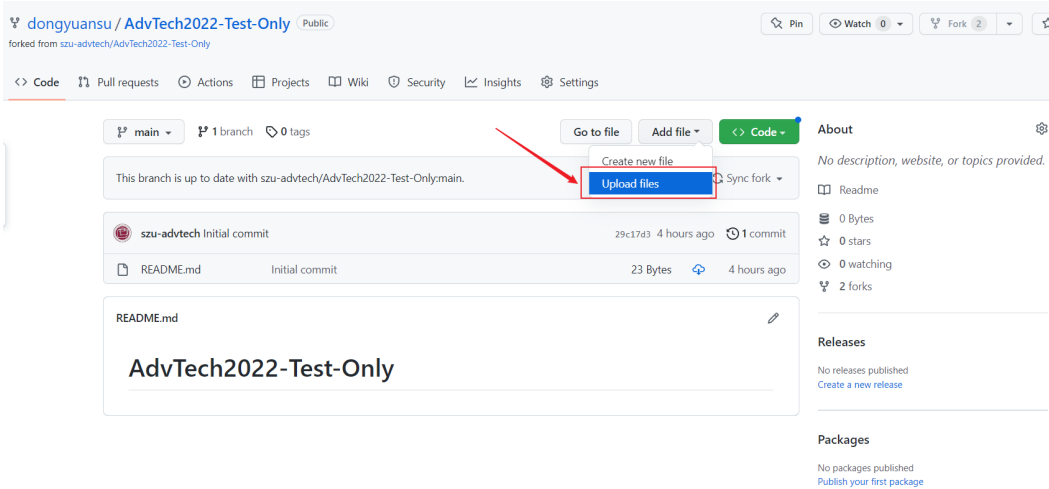 dongyuansu / AdvTech2022-Test-Only Public
Pin Watch 0 Fork 2
forked from szu-advtech/AdvTech2022-Test-Only
<> Code Pull requests Actions Projects Wiki Security Insights Settings
main 1 branch 0 tags Go to file Add file <> Code
Create new file
Upload files
This branch is up to date with szu-advtech/AdvTech2022-Test-Only:main. Sync fork
szu-advtech Initial commit 29c17d3 4 hours ago 1 commit
README.md Initial commit 23 Bytes 4 hours ago
README.md
AdvTech2022-Test-Only
About
No description, website, or topics provided.
Readme
0 Bytes
0 stars
0 watching
2 forks
Releases
No releases published
Create a new release
Packages
No packages published
Publish your first package